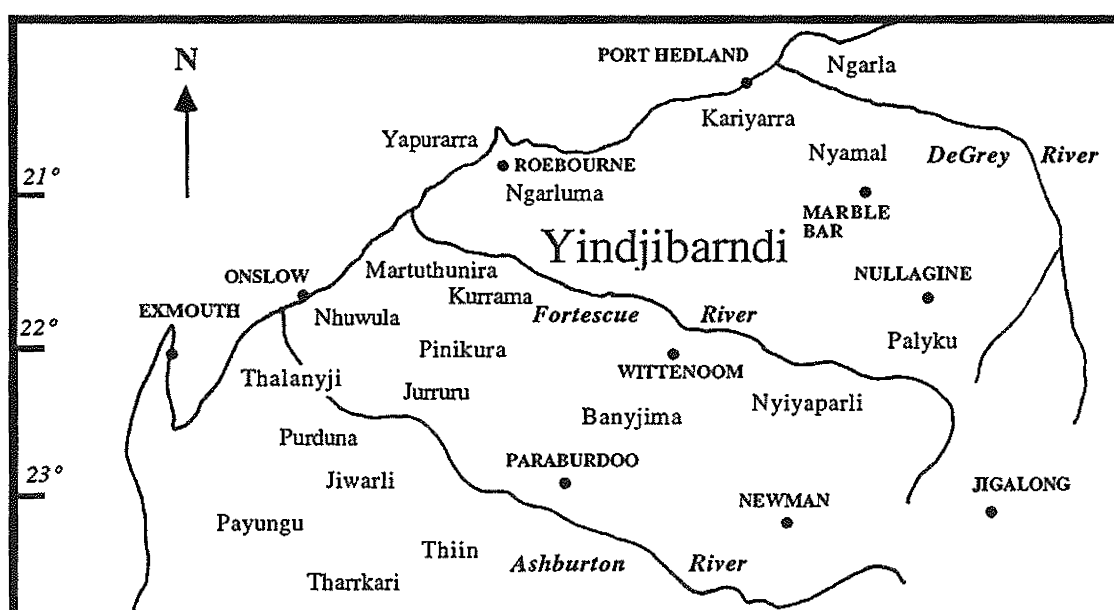 N
PORT HEDLAND
Ngarla
Kariyarra
Yapurarra
Nyamal
DeGrey River
ROEBOURNE
21°
Ngarluma
MARBLE
BAR
Yindjibarndi
ONSLOW
Martuthunira
NULLAGINE
Kurrama
EXMOUTH
Nhuwula
Fortescue River
22°
Pinikura
Palyku
WITTENOOM
Thalanyji
Jurruru
Nyiyaparli
Banyjima
Purduna
PARABURDOO
23°
Jiwarli
JIGALONG
NEWMAN
Payungu
Thiin
Ashburton River
Tharrkari